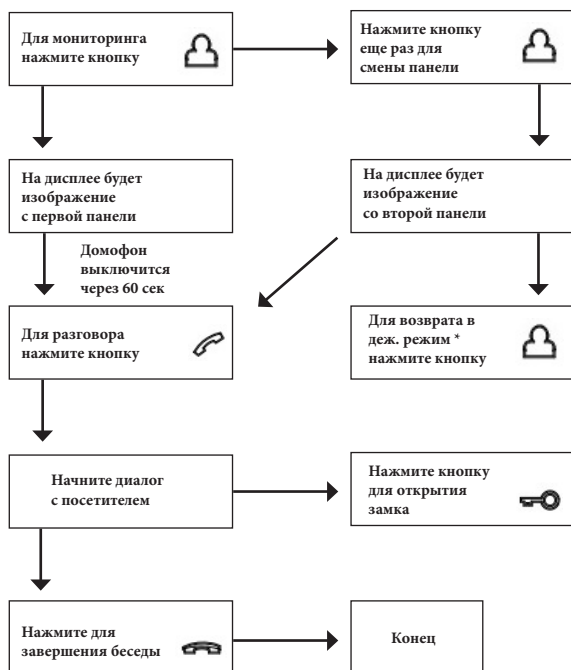 Для мониторинга
нажмите кнопку
Нажмите кнопку
еще раз для
смены панели
На дисплее будет
изображение
с первой панели
На дисплее будет
изображение
со второй панели
Домофон
выключится
через 60 сек
Для разговора
нажмите кнопку
Для возврата в
деж. режим *
нажмите кнопку
Начните диалог
с посетителем
Нажмите кнопку
для открытия
замка
Нажмите для
завершения беседы
Конец